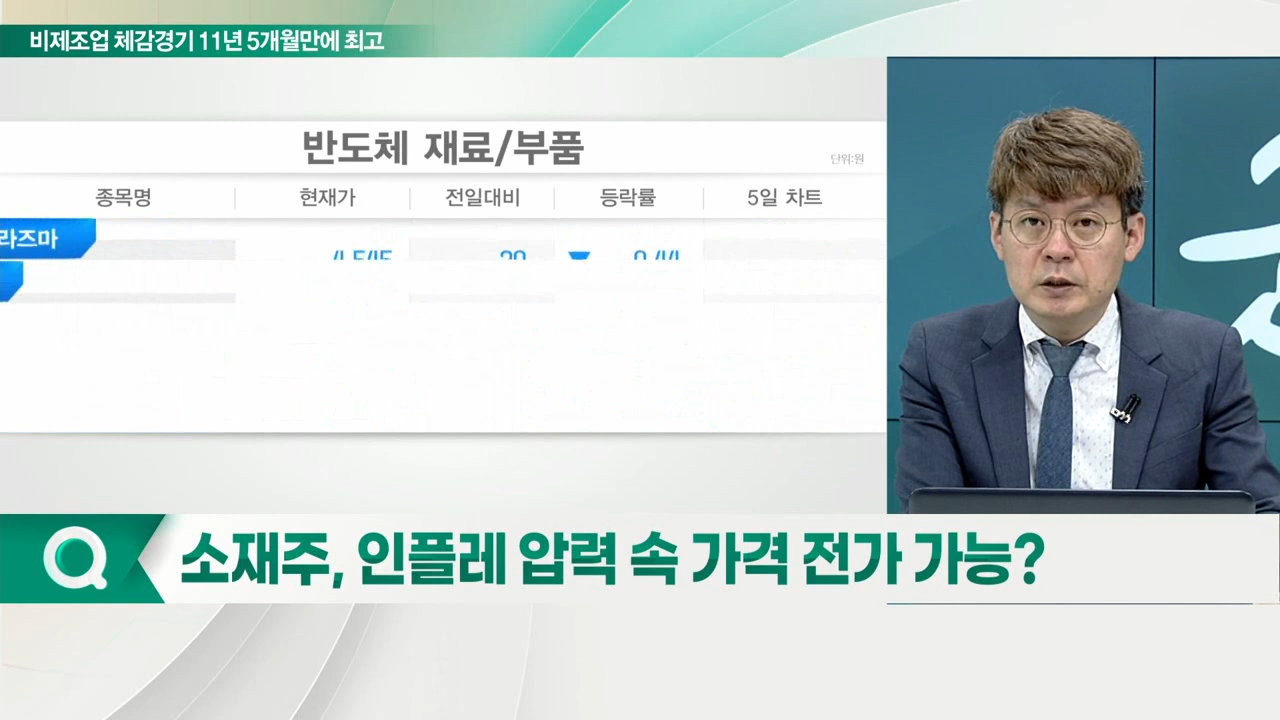 비제조업 체감경기 11년 5개월만에 최고
반도체 재료/부품
단위:원
종목명 현재가 전일대비 등락률 5일 차트
라즈마
소재주, 인플레 압력 속 가격 전가 가능?